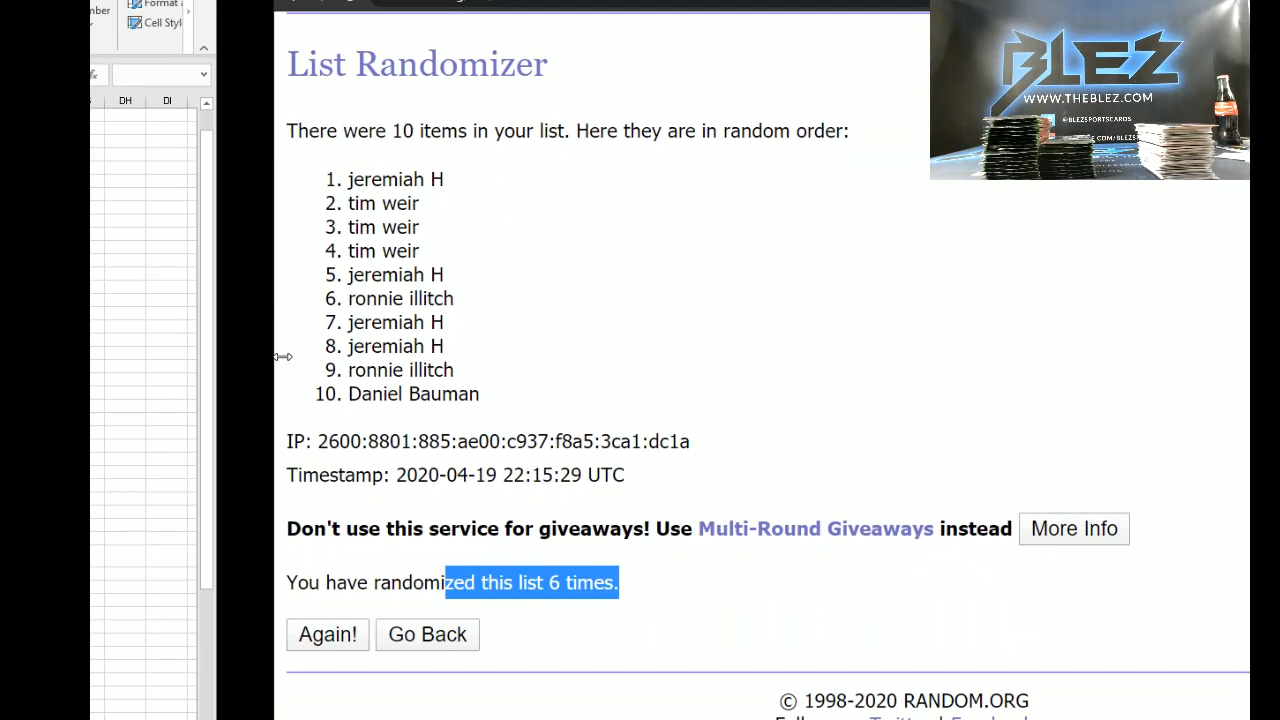 Format a
mber
Cell Styl
fx
DH DI
List Randomizer
There were 10 items in your list. Here they are in random order:
1. jeremiah H
2. tim weir
3. tim weir
4. tim weir
5. jeremiah H
6. ronnie illitch
7. jeremiah H
8. jeremiah H
9. ronnie illitch
10. Daniel Bauman
IP: 2600:8801:885:ae00:c937:f8a5:3ca1:dc1a
Timestamp: 2020-04-19 22:15:29 UTC
Don't use this service for giveaways! Use Multi-Round Giveaways instead More Info
You have randomized this list 6 times.
Again! Go Back
© 1998-2020 RANDOM.ORG
BLEZ
WWW.THEBLEZ.COM
@BLEZSPORTSCARDS